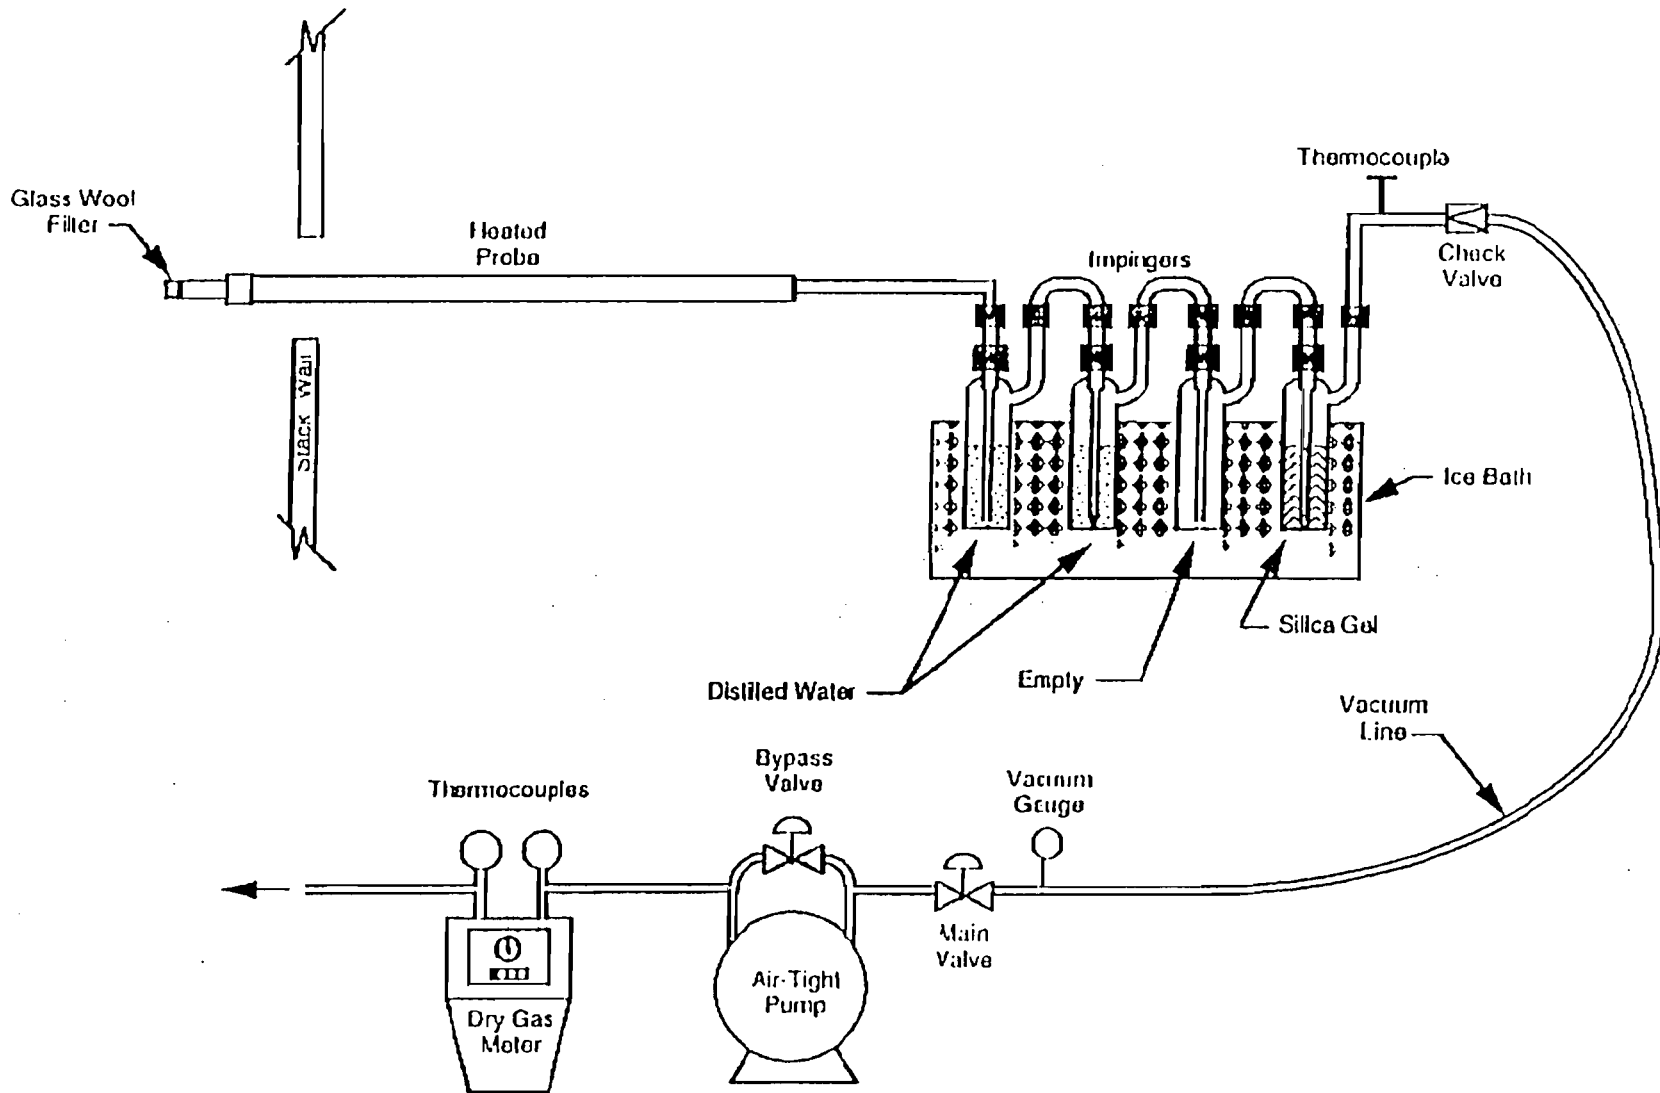 Thermocouple
Glass Wool
Filter
Heated
Probe
Impingers
Check
Valve
Stack Wall
Ice Bath
Silica Gel
Distilled Water
Empty
Vacuum
Line
Bypass
Valve
Vacuum
Gauge
Thermocouples
Main
Valve
Air-Tight
Pump
Dry Gas
Meter